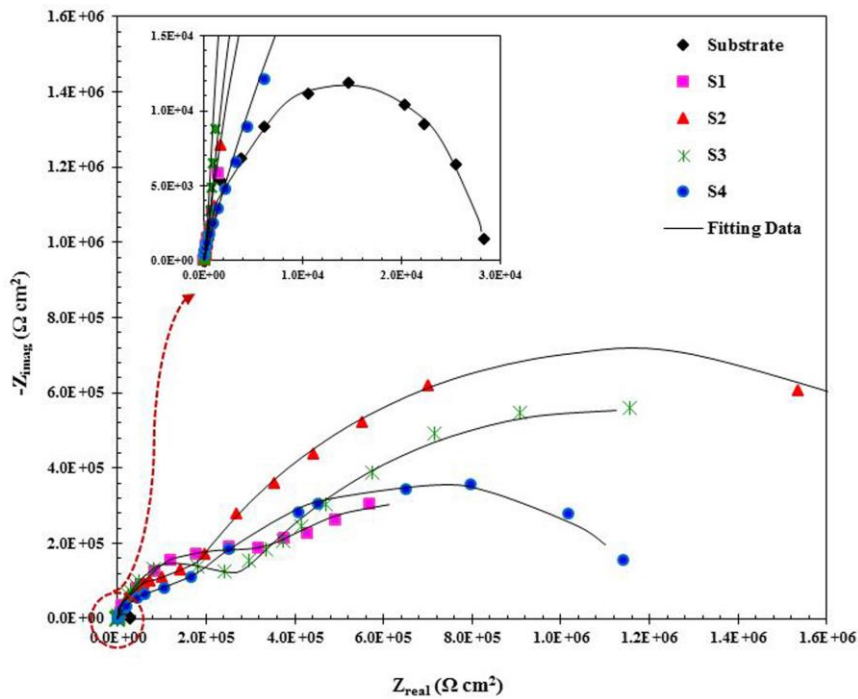 1.6E+06
1.4E+06
1.2E+06
1.0E+06
8.0E+05
6.0E+05
4.0E+05
2.0E+05
0.0E+00
-Zimag (Ω cm²)
1.5E+04
1.0E+04
5.0E+03
0.0E+00
0.0E+00 1.0E+04 2.0E+04 3.0E+04
Substrate
S1
S2
S3
S4
Fitting Data
0.0E+00 2.0E+05 4.0E+05 6.0E+05 8.0E+05 1.0E+06 1.2E+06 1.4E+06 1.6E+06
Zreal (Ω cm²)